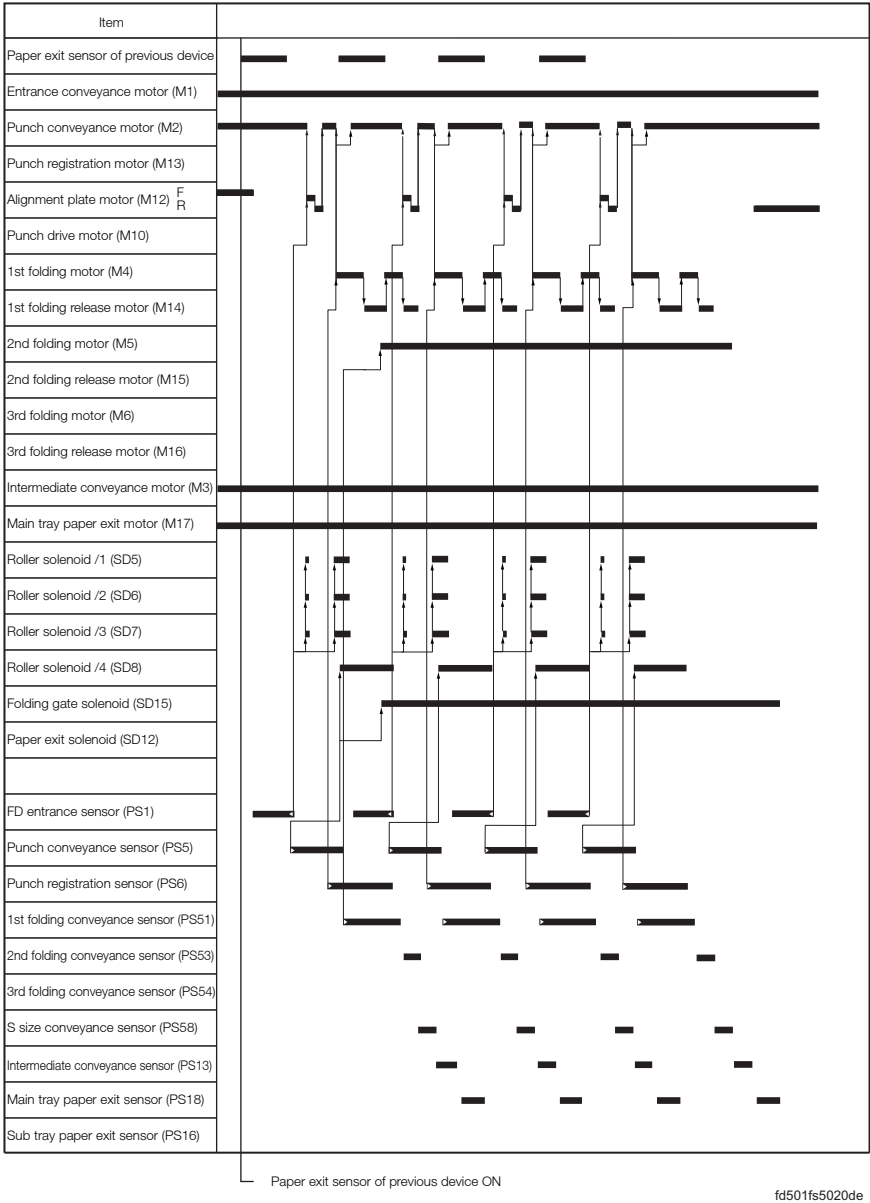 Item
Paper exit sensor of previous device
Entrance conveyance motor (M1)
Punch conveyance motor (M2)
Punch registration motor (M13)
Alignment plate motor (M12) F
R
Punch drive motor (M10)
1st folding motor (M4)
1st folding release motor (M14)
2nd folding motor (M5)
2nd folding release motor (M15)
3rd folding motor (M6)
3rd folding release motor (M16)
Intermediate conveyance motor (M3)
Main tray paper exit motor (M17)
Roller solenoid /1 (SD5)
Roller solenoid /2 (SD6)
Roller solenoid /3 (SD7)
Roller solenoid /4 (SD8)
Folding gate solenoid (SD15)
Paper exit solenoid (SD12)
FD entrance sensor (PS1)
Punch conveyance sensor (PS5)
Punch registration sensor (PS6)
1st folding conveyance sensor (PS51)
2nd folding conveyance sensor (PS53)
3rd folding conveyance sensor (PS54)
S size conveyance sensor (PS58)
Intermediate conveyance sensor (PS13)
Main tray paper exit sensor (PS18)
Sub tray paper exit sensor (PS16)
Paper exit sensor of previous device ON
fd501fs5020de